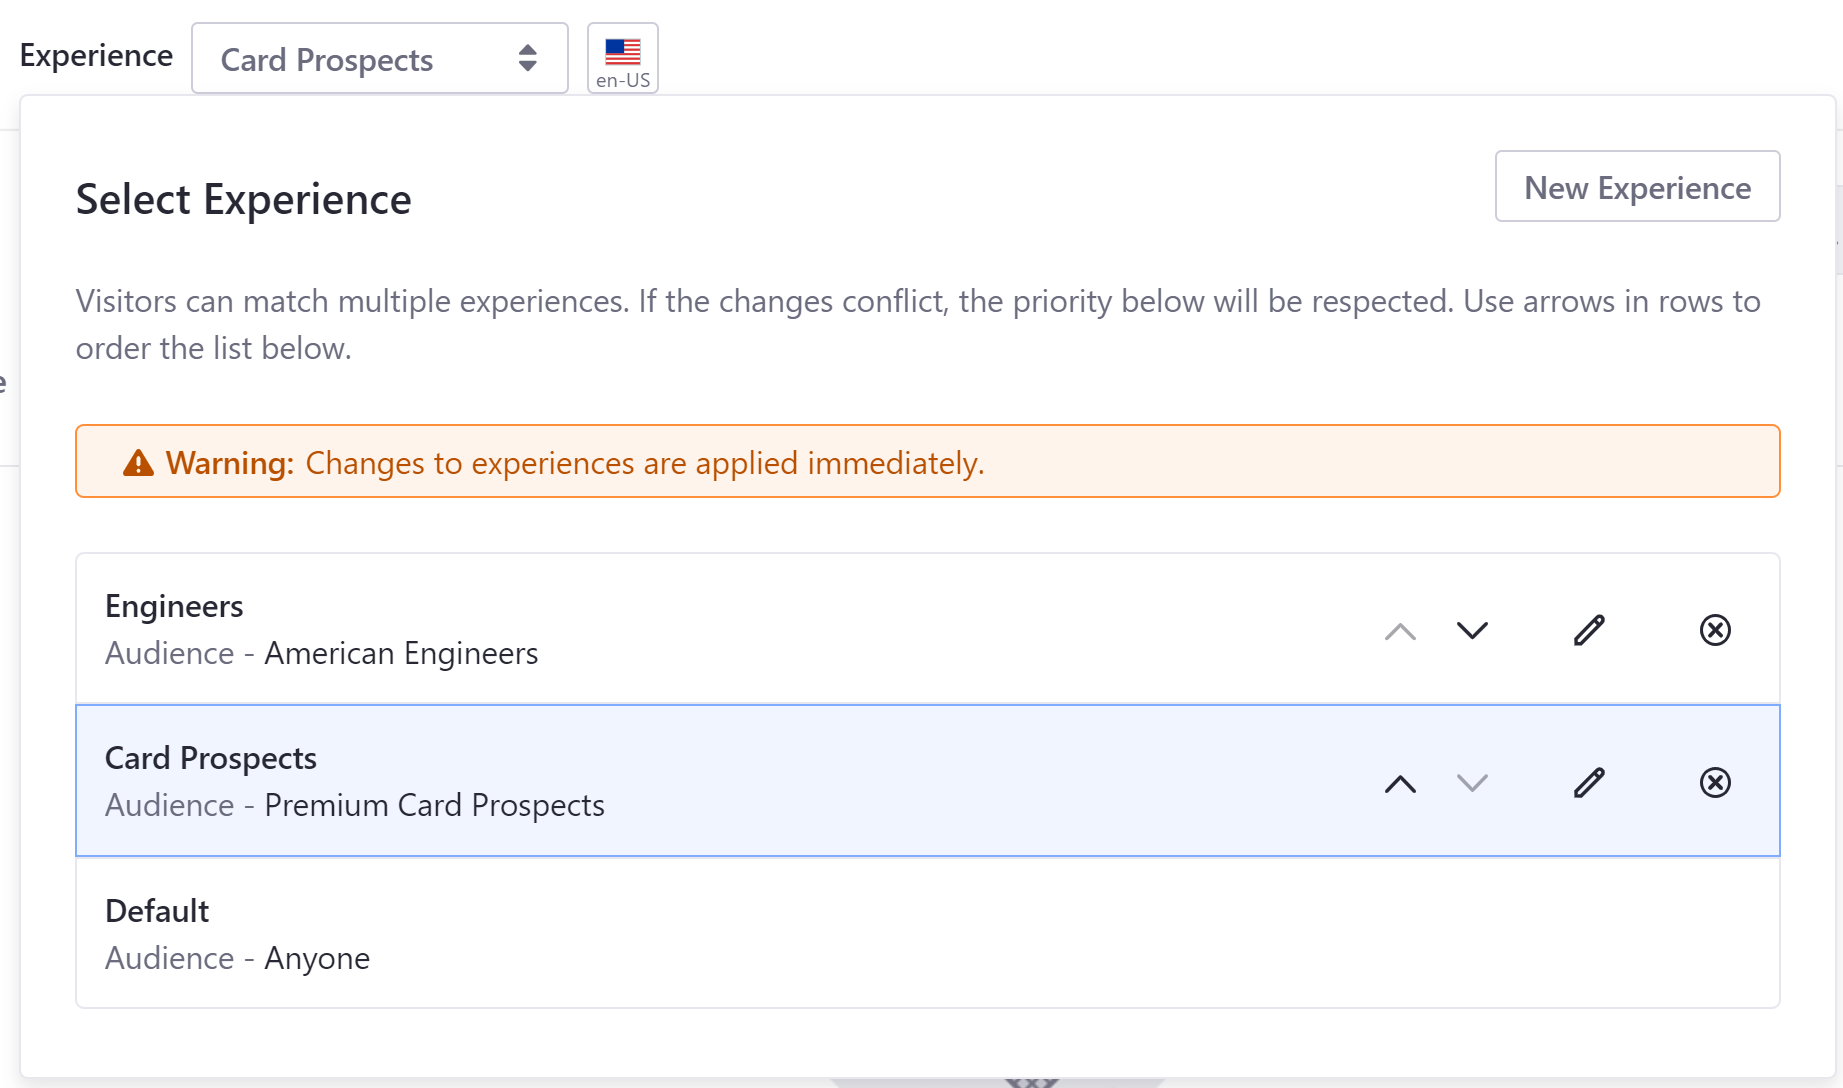 Experience
Card Prospects
en-US
Select Experience
New Experience
Visitors can match multiple experiences. If the changes conflict, the priority below will be respected. Use arrows in rows to
order the list below.
Warning: Changes to experiences are applied immediately.
Engineers
Audience - American Engineers
Card Prospects
Audience - Premium Card Prospects
Default
Audience - Anyone